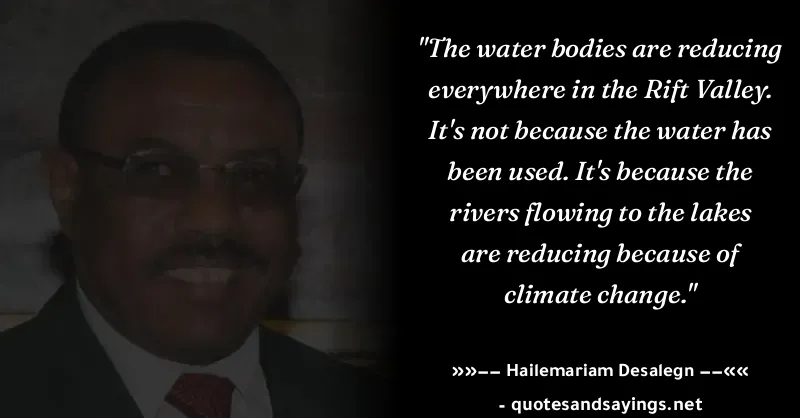 "The water bodies are reducing
everywhere in the Rift Valley.
It's not because the water has
been used. It's because the
rivers flowing to the lakes
are reducing because of
climate change."
»»–– Hailemariam Desalegn ––««
- quotesandsayings.net